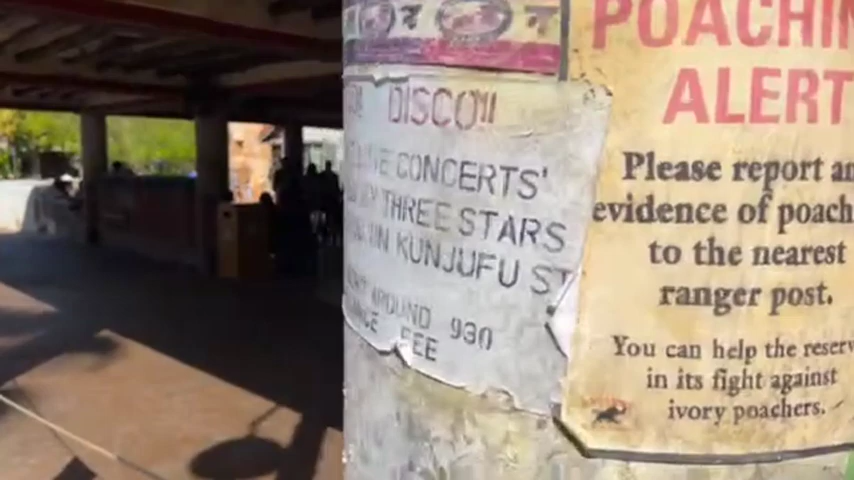 DISCO!!
CONCERTS'
THREE STARS
IN KUNJUFU ST
AROUND 930
FEE
POACHIN
ALERT
Please report an
evidence of poach
to the nearest
ranger post.
You can help the reserv
in its fight against
ivory poachers.